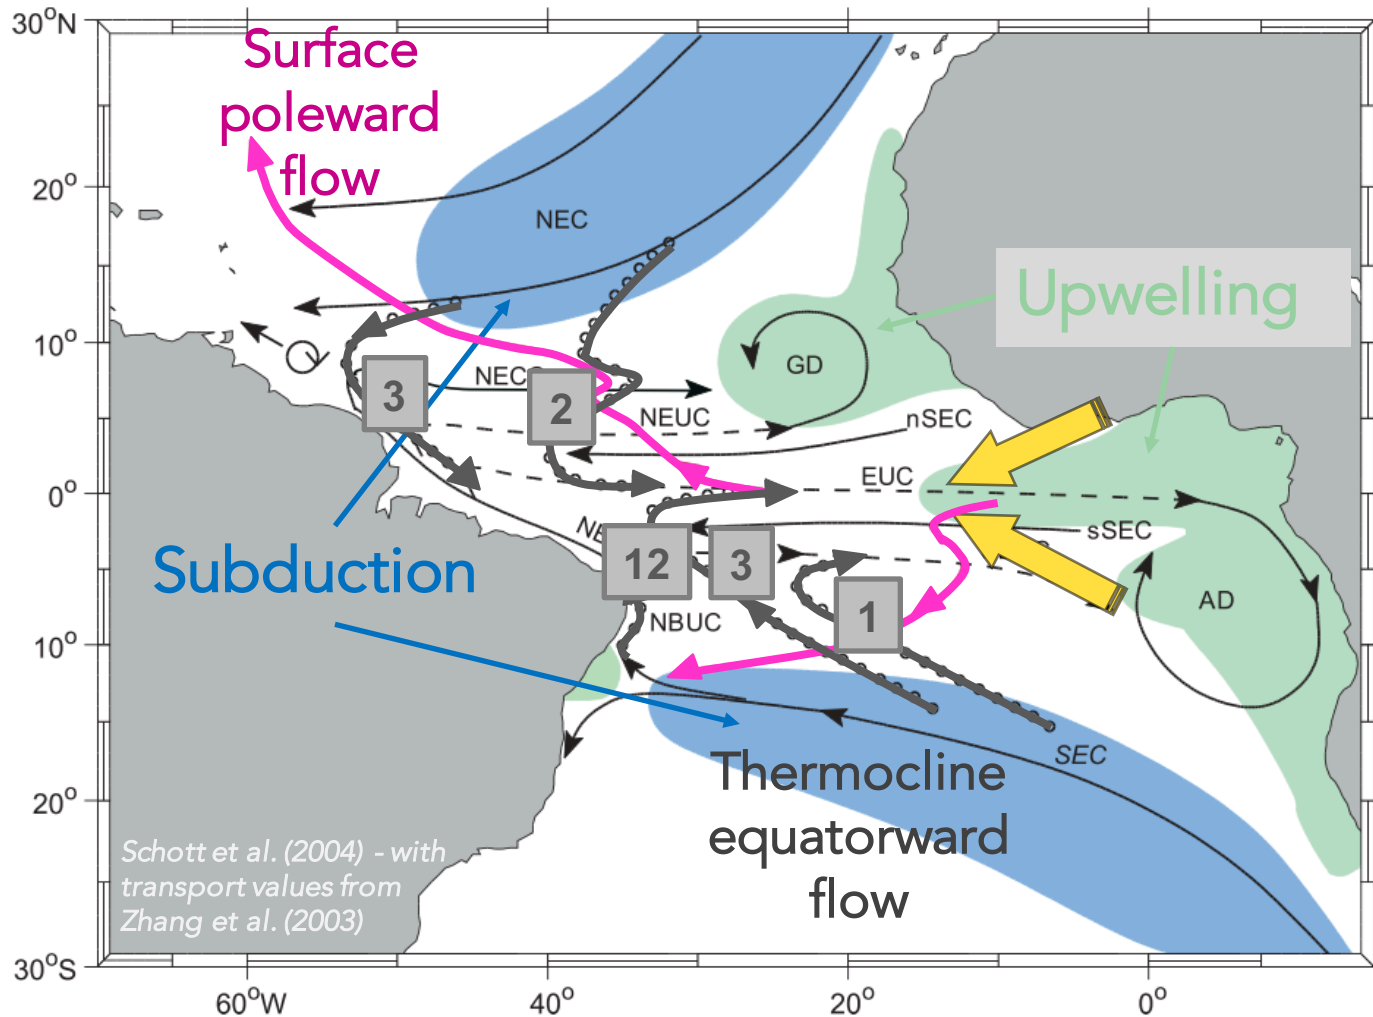 30°N
Surface
poleward
flow
20°
NEC
Upwelling
10°
GD
NEC
3
2
NEUC
nSEC
EUC
0°
sSEC
12
3
Subduction
1
AD
NBUC
10°
SEC
Thermocline
equatorward
flow
20°
Schott et al. (2004) - with
transport values from
Zhang et al. (2003)
30°S
60°W
40°
20°
0°